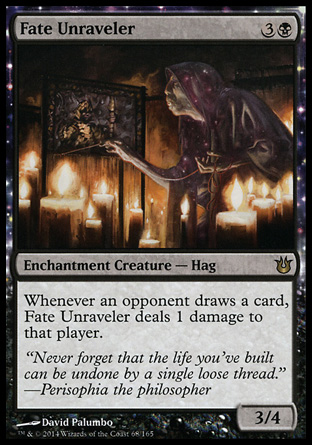 Fate Unraveler 3
Enchantment Creature — Hag
Whenever an opponent draws a card,
Fate Unraveler deals 1 damage to
that player.
“Never forget that the life you’ve built
can be undone by a single loose thread.”
—Perisophia the philosopher
David Palumbo
™ & © 2014 Wizards of the Coast 68/165
3/4